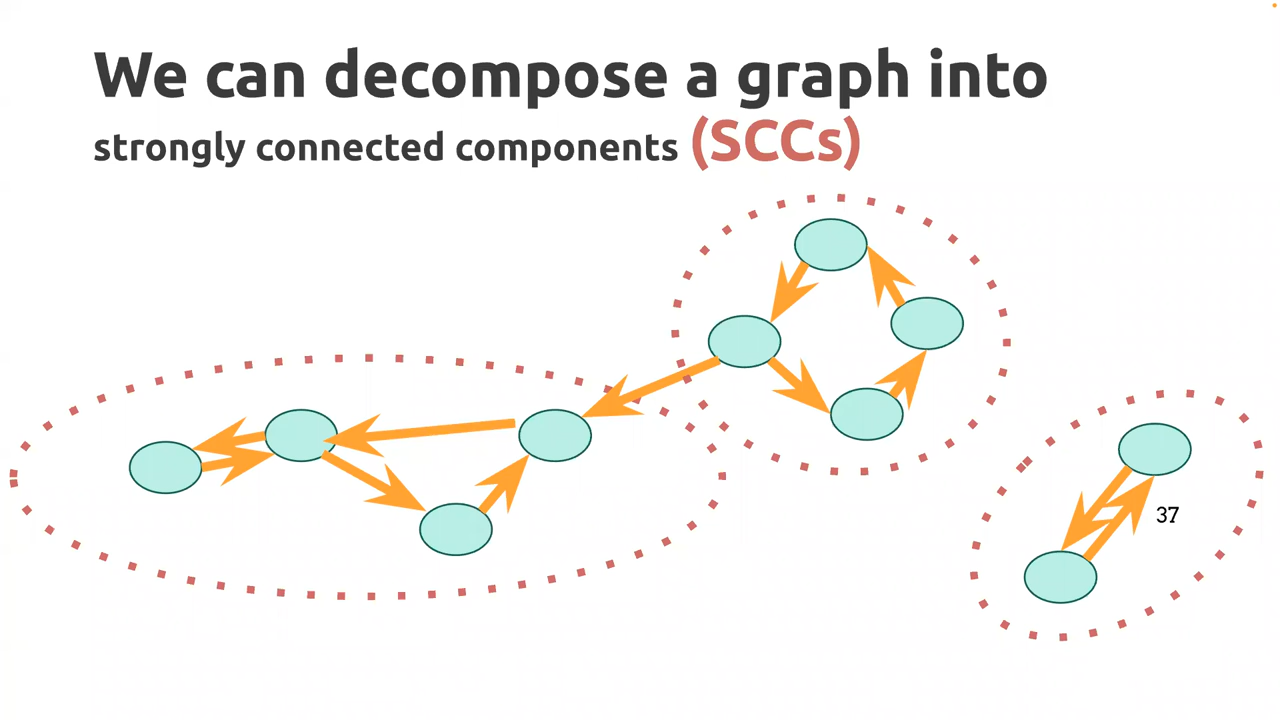 We can decompose a graph into
strongly connected components (SCCs)
37